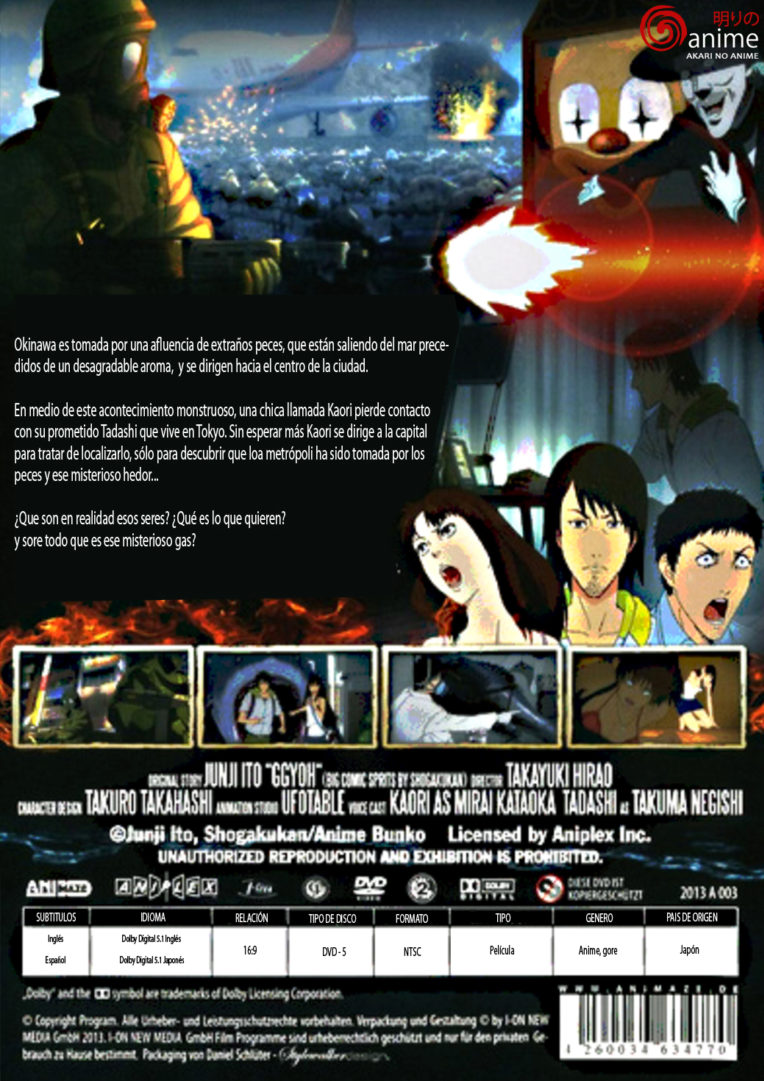 明りの
anime
AKARI NO ANIME
Okinawa es tomada por una afluencia de extraños peces, que están saliendo del mar prece-
didos de un desagradable aroma, y se dirigen hacia el centro de la ciudad.
En medio de este acontecimiento monstruoso, una chica llamada Kaori pierde contacto
con su prometido Tadashi que vive en Tokyo. Sin esperar más Kaori se dirige a la capital
para tratar de localizarlo, sólo para descubrir que loa metrópoli ha sido tomada por los
peces y ese misterioso hedor...
¿Que son en realidad esos seres? ¿Qué es lo que quieren?
y sore todo que es ese misterioso gas?
ORIGINAL STORY JUNJI ITO "GGYOH" (BIG COMIC SPRITS BY SHOGAKUKAN) DIRECTOR TAKAYUKI HIRAO
CHARACTER DESIGN TAKURO TAKAHASHI ANIMATION STUDIO UFOTABLE VOICE CAST KAORI AS MIRAI KATAOKA TADASHI AS TAKUMA NEGISHI
©Junji Ito, Shogakukan/Anime Bunko Licensed by Aniplex Inc.
UNAUTHORIZED REPRODUCTION AND EXHIBITION IS PROHIBITED.
ANIMAZE ANIPLEX DVD VIDEO 2 DOLBY DIGITAL DIESE DVD IST KOPIERGESCHÜTZT 2013 A 003
SUBTITULOS IDIOMA RELACIÓN TIPO DE DISCO FORMATO TIPO GENERO PAIS DE ORIGEN
Inglés Dolby Digital 5.1 Inglés 16:9 DVD - 5 NTSC Película Anime, gore Japón
Español Dolby Digital 5.1 Japonés
„Dolby" and the symbol are trademarks of Dolby Licensing Corporation.
WWW.ANIMAZE.DE
© Copyright Program. Alle Urheber- und Leistungsschutzrechte vorbehalten. Verpackung und Gestaltung © by I-ON NEW
MEDIA GmbH 2013. I-ON NEW MEDIA GmbH Film Programme sind urheberrechtlich geschützt und nur für den privaten Ge-
brauch zu Hause bestimmt. Packaging von Daniel Schlüter - Stylewalkerdesign.
4 260034 634770